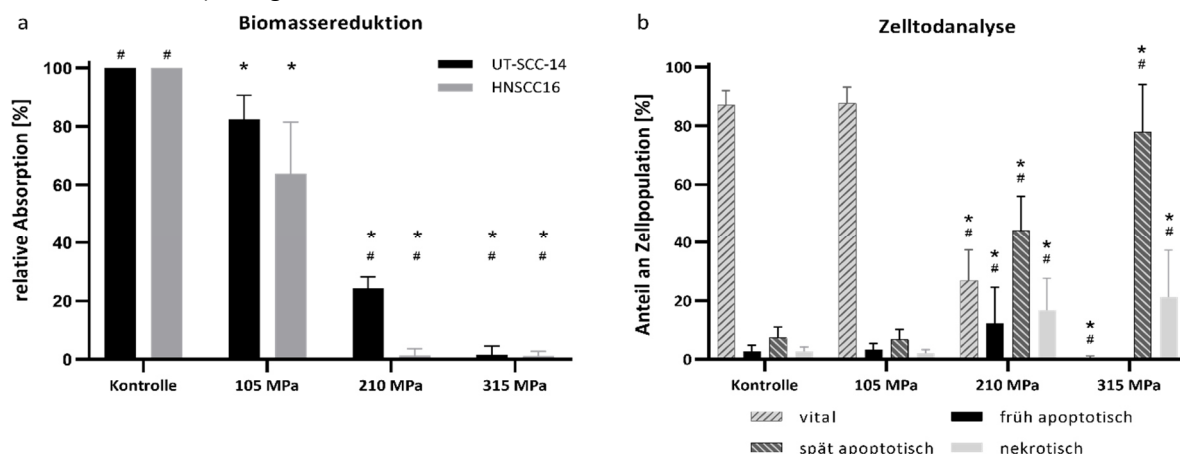 a
Biomassereduktion
relative Absorption [%]
100
80
60
40
20
0
# #
* *
* *
# #
* *
# #
UT-SCC-14
HNSCC16
Kontrolle 105 MPa 210 MPa 315 MPa
b
Zelltodanalyse
Anteil an Zellpopulation [%]
100
80
60
40
20
0
*
#
*
#
*
#
*
#
*
#
*
#
*
#
Kontrolle 105 MPa 210 MPa 315 MPa
vital früh apoptotisch
spät apoptotisch nekrotisch